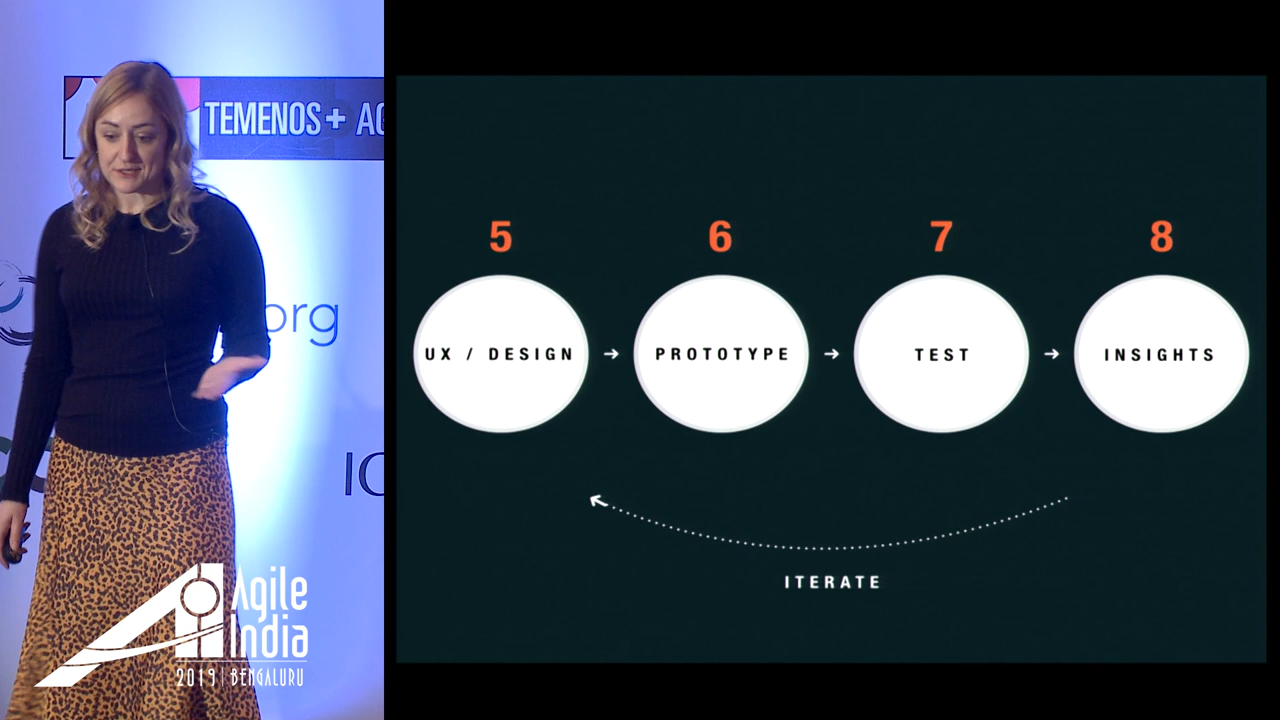 TEMENOS+ AG
org
IC
Agile
India
2019 | BENGALURU
5
6
7
8
UX / DESIGN
PROTOTYPE
TEST
INSIGHTS
ITERATE